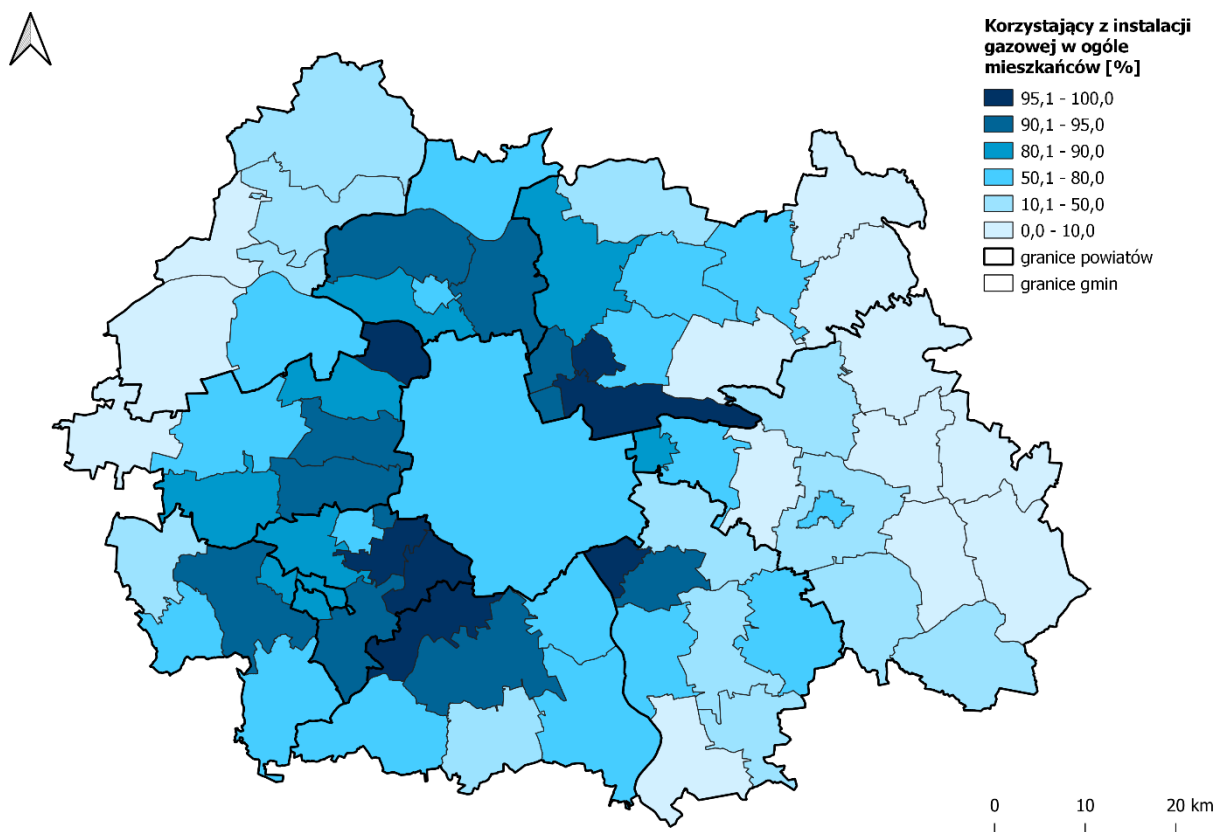 Korzystający z instalacji
gazowej w ogóle
mieszkańców [%]
95,1 - 100,0
90,1 - 95,0
80,1 - 90,0
50,1 - 80,0
10,1 - 50,0
0,0 - 10,0
granice powiatów
granice gmin
0 10 20 km